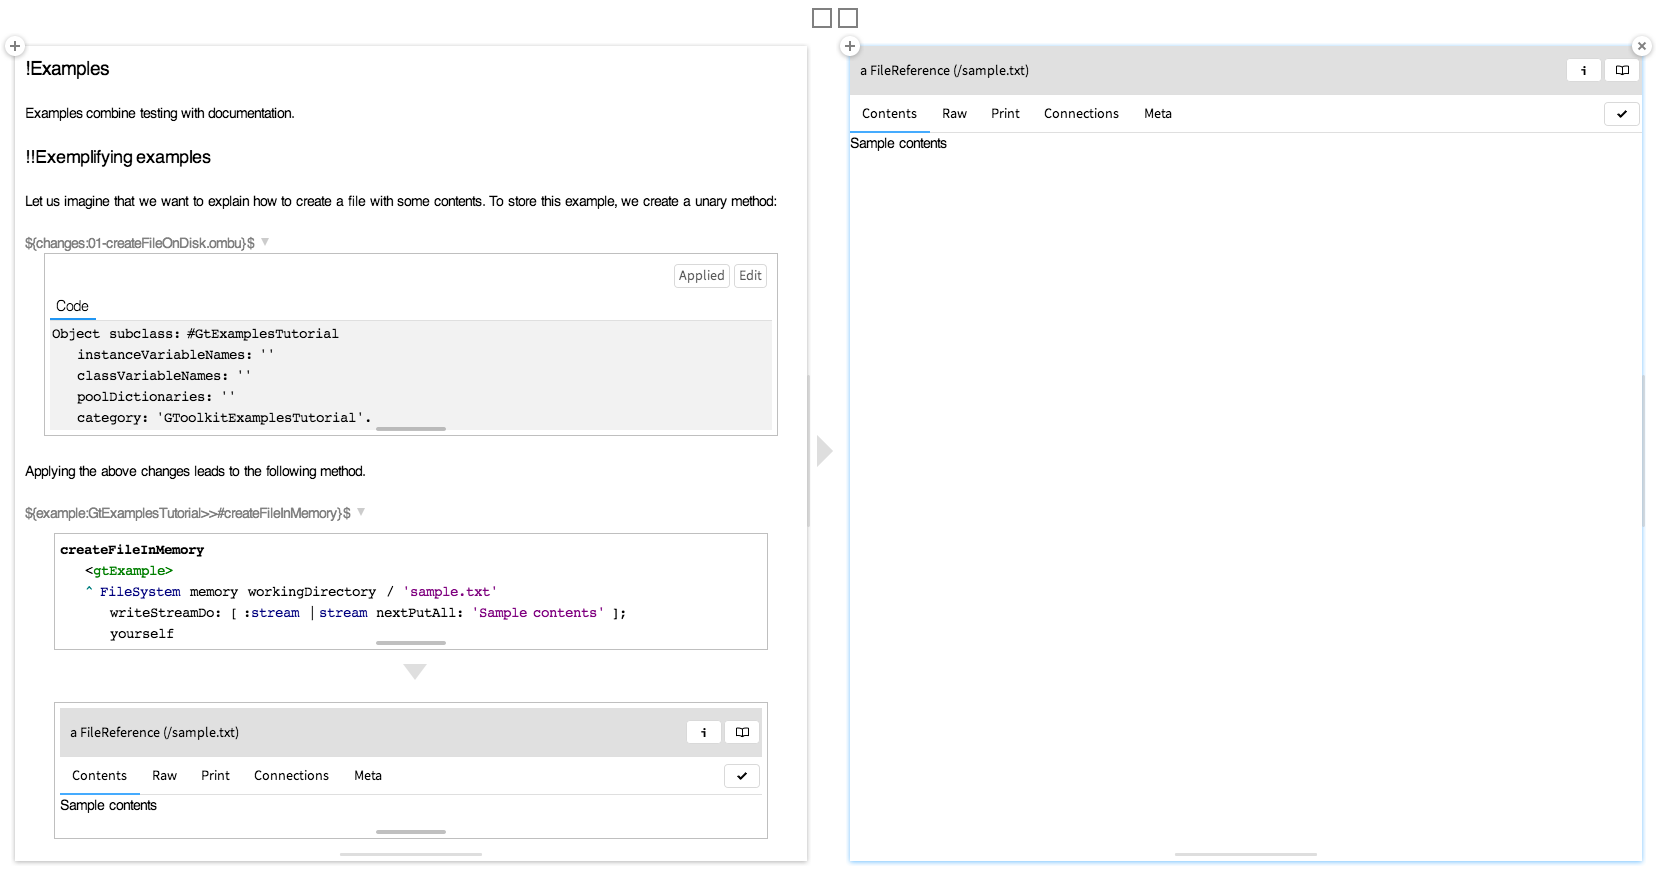 !Examples
Examples combine testing with documentation.
!!Exemplifying examples
Let us imagine that we want to explain how to create a file with some contents. To store this example, we create a unary method:
${changes:01-createFileOnDisk.ombu}$
Applied Edit
Code
Object subclass: #GtExamplesTutorial
instanceVariableNames: ''
classVariableNames: ''
poolDictionaries: ''
category: 'GToolkitExamplesTutorial'.
Applying the above changes leads to the following method.
${example:GtExamplesTutorial>>#createFileInMemory}$
createFileInMemory
<gtExample>
^ FileSystem memory workingDirectory / 'sample.txt'
writeStreamDo: [ :stream | stream nextPutAll: 'Sample contents' ];
yourself
a FileReference (/sample.txt)
i
Contents Raw Print Connections Meta
Sample contents
a FileReference (/sample.txt)
i
Contents Raw Print Connections Meta
Sample contents